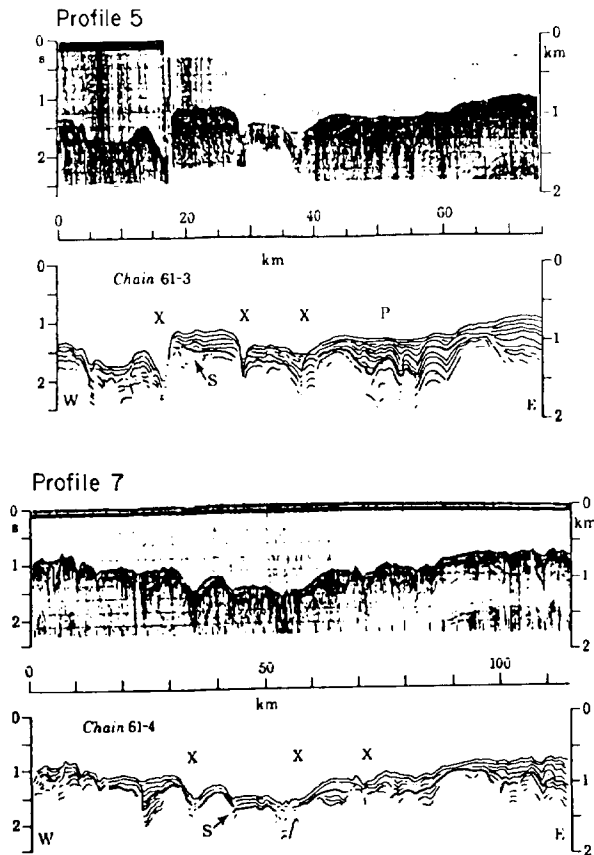 Profile 5
0 0
s km
1 1
2 2
0 20 40 60
km
0 0
Chain 61-3
X X X P
1 1
2 S
W E
2
Profile 7
0 0
s km
1 1
2 2
0 50 100
km
0 0
Chain 61-4
X X X
1 1
2 S
W E
2